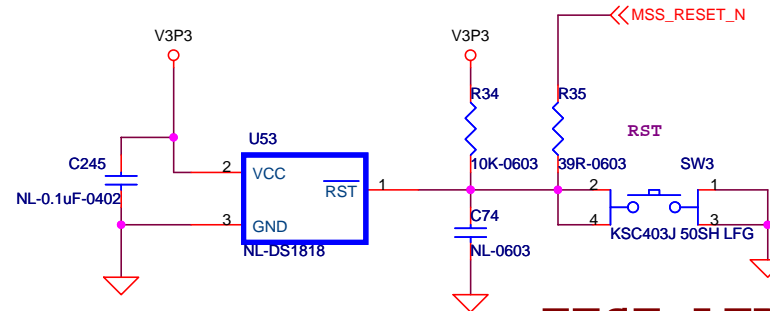 MSS_RESET_N
V3P3
V3P3
R34
R35
RST
U53
10K-0603
39R-0603
SW3
C245
2
VCC
RST
1
2
1
NL-0.1uF-0402
3
GND
C74
4
3
KSC403J 50SH LFG
NL-DS1818
NL-0603